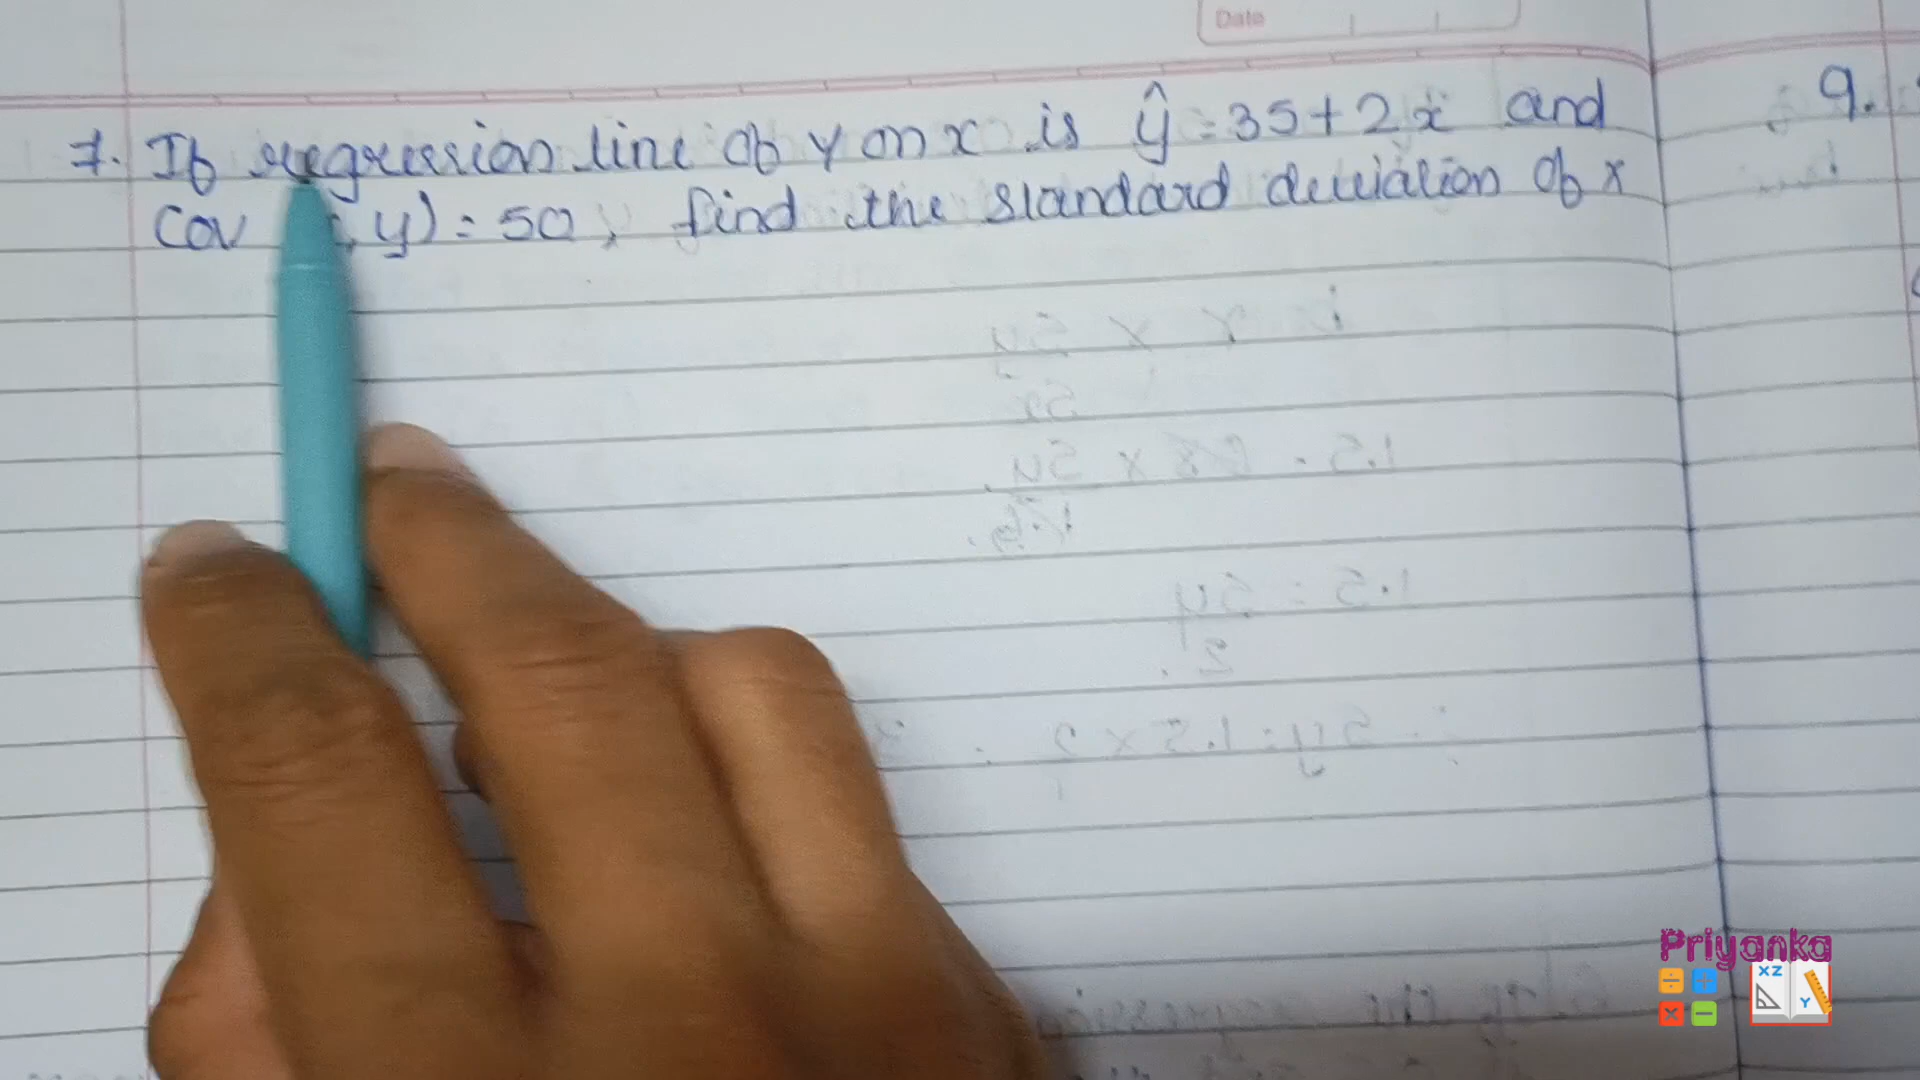 Date
7. If regression line of Y on x is ŷ = 35 + 2x and
Cov , y) = 50, find the standard deviation of x
9.
Priyanka
XZ
Y